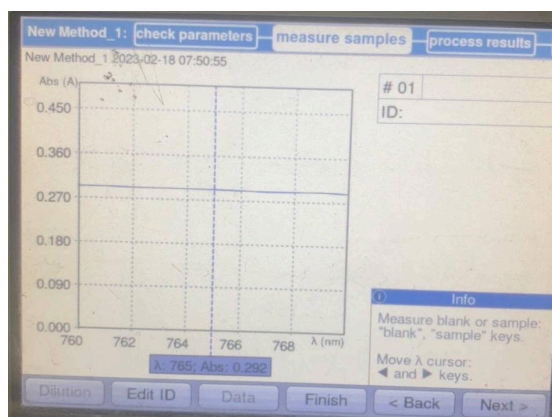 New Method_1: check parameters measure samples process results
New Method_1 2023-02-18 07:50:55
Abs (A)
0.450
0.360
0.270
0.180
0.090
0.000
760 762 764 766 768 λ (nm)
λ: 765; Abs: 0.292
# 01
ID:
Info
Measure blank or sample:
"blank", "sample" keys.
Move λ cursor:
◀ and ▶ keys.
Dilution Edit ID Data Finish < Back Next >